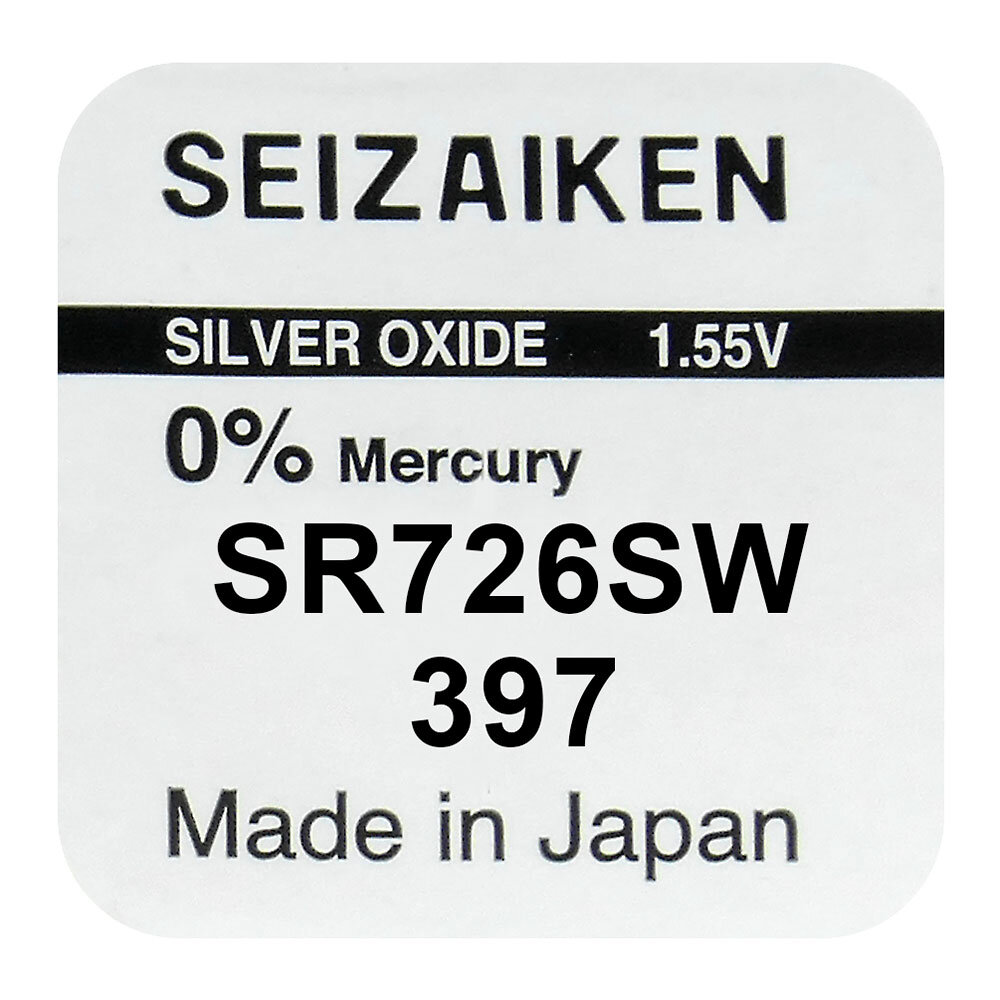 SEIZAIKEN
SILVER OXIDE 1.55V
0% Mercury
SR726SW
397
Made in Japan